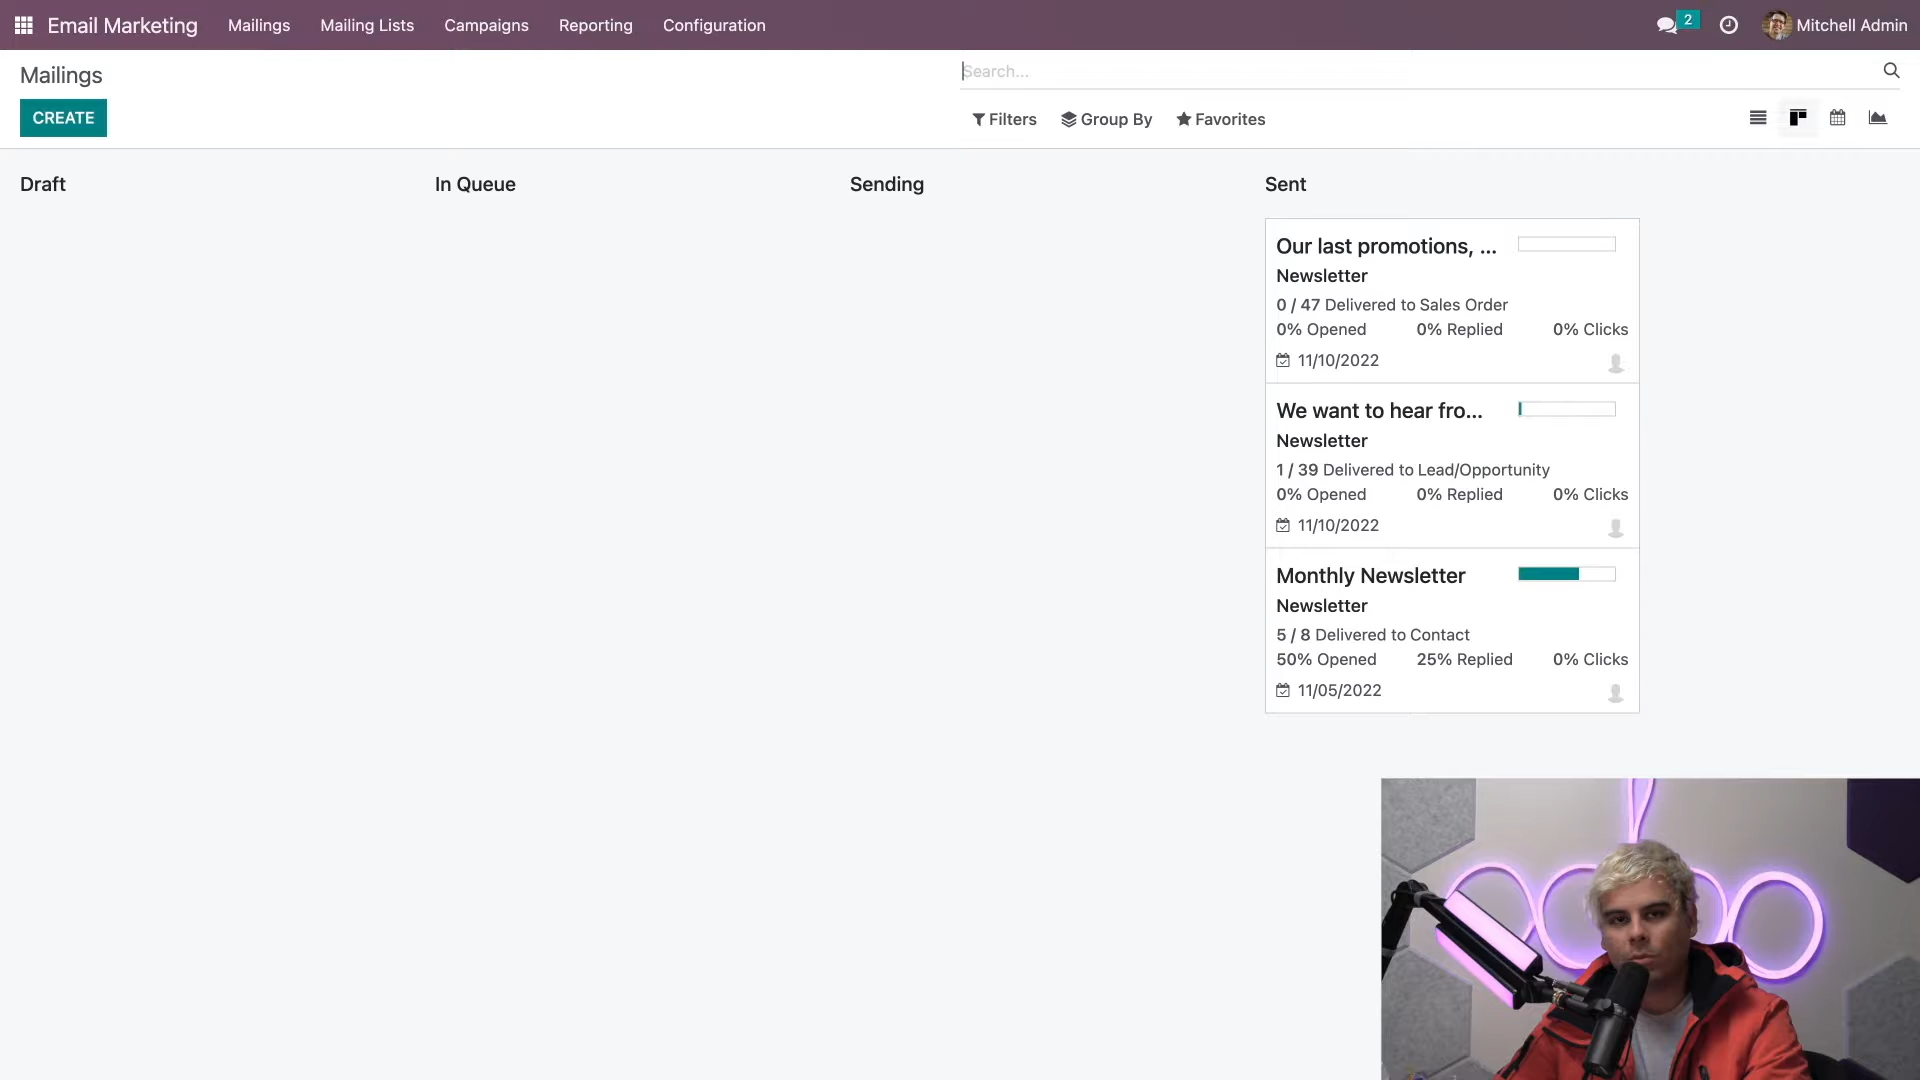 Email Marketing
Mailings
Mailing Lists
Campaigns
Reporting
Configuration
2
Mitchell Admin
Mailings
Search...
CREATE
Filters
Group By
Favorites
Draft
In Queue
Sending
Sent
Our last promotions, ...
Newsletter
0 / 47 Delivered to Sales Order
0% Opened
0% Replied
0% Clicks
11/10/2022
We want to hear fro...
Newsletter
1 / 39 Delivered to Lead/Opportunity
0% Opened
0% Replied
0% Clicks
11/10/2022
Monthly Newsletter
Newsletter
5 / 8 Delivered to Contact
50% Opened
25% Replied
0% Clicks
11/05/2022
odoo